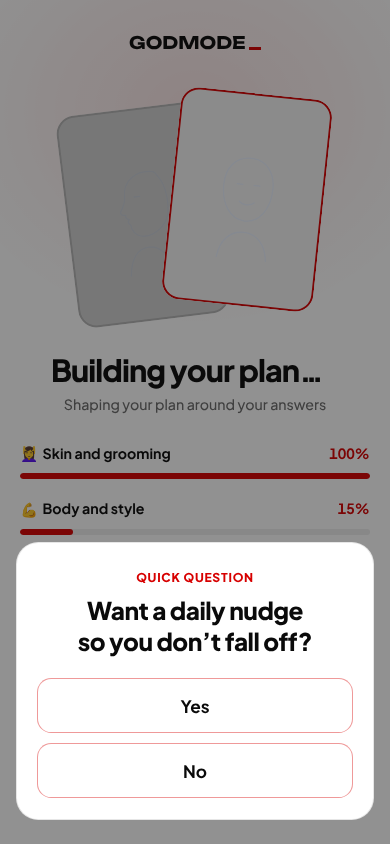 GODMODE_
Building your plan...
Shaping your plan around your answers
💆‍♀️ Skin and grooming 100%
💪 Body and style 15%
QUICK QUESTION
Want a daily nudge
so you don’t fall off?
Yes
No